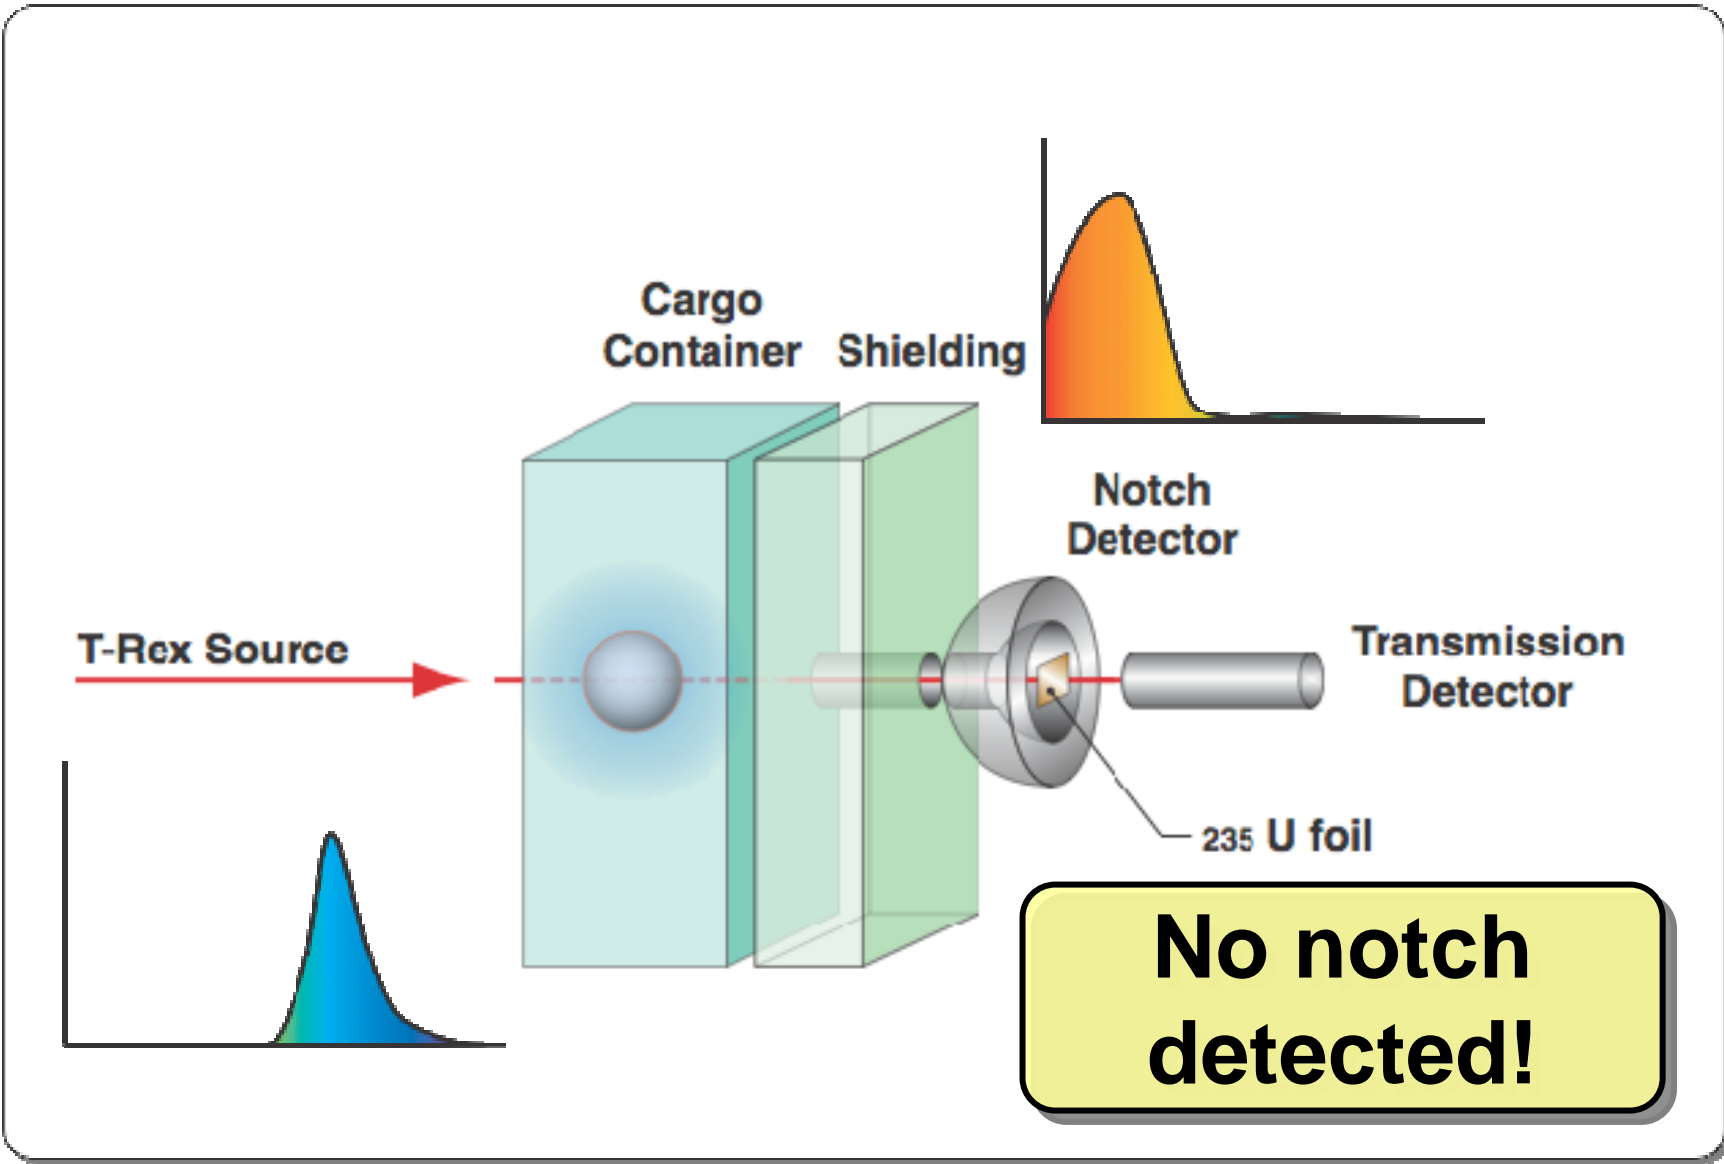 Cargo
Container
Shielding
Notch
Detector
T-Rex Source
Transmission
Detector
235 U foil
No notch
detected!